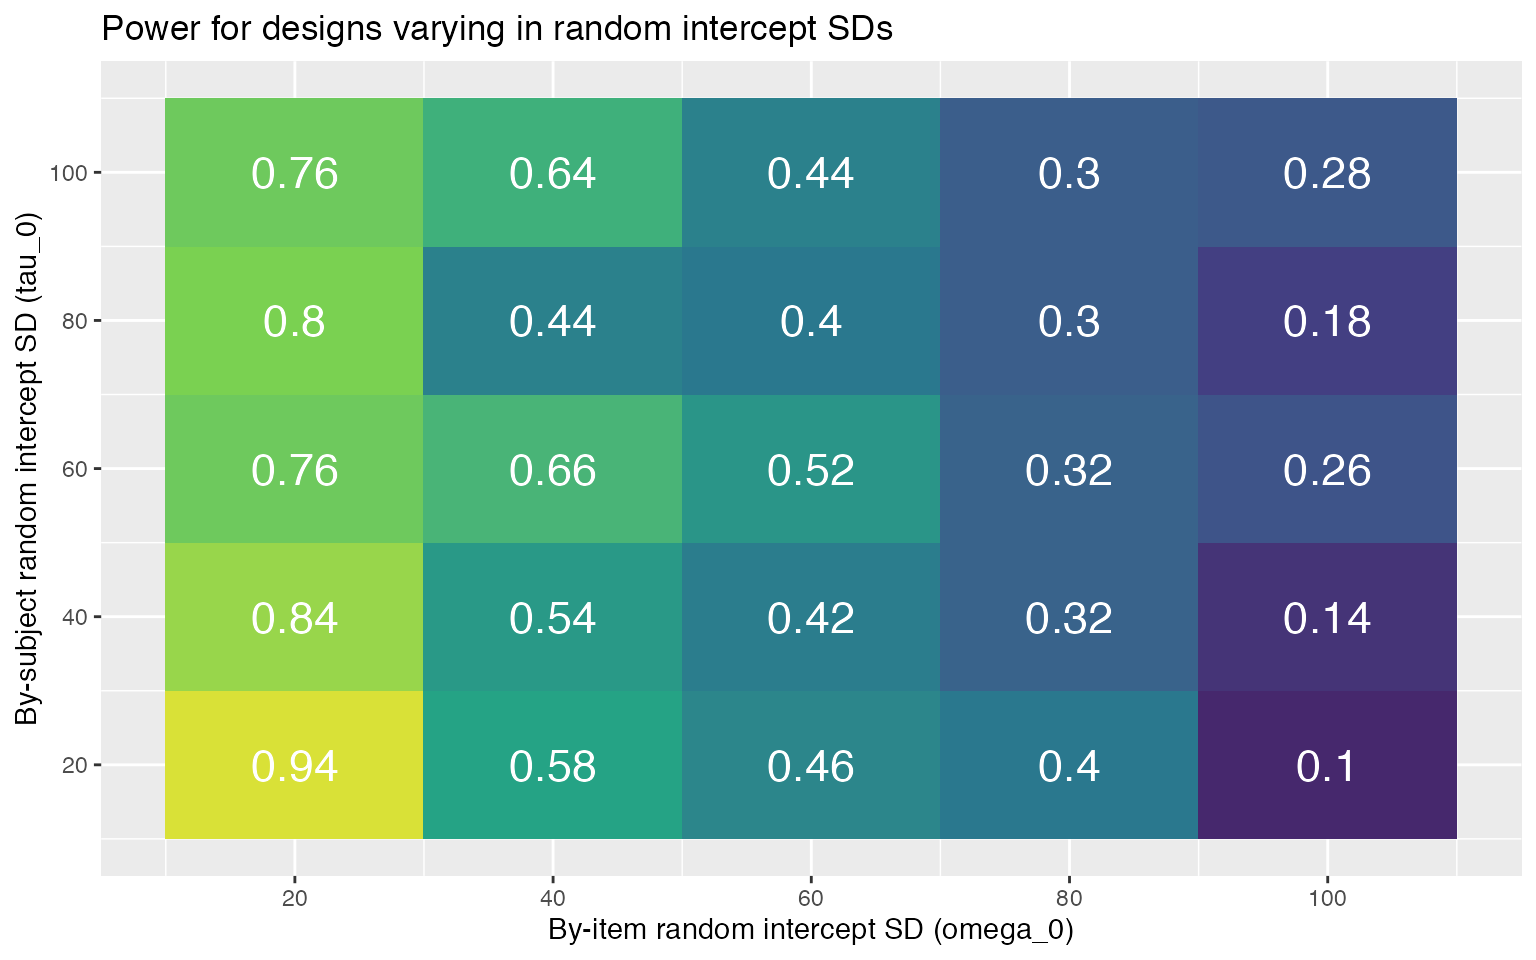 Power for designs varying in random intercept SDs
By-subject random intercept SD (tau_0)
100 0.76 0.64 0.44 0.3 0.28
80 0.8 0.44 0.4 0.3 0.18
60 0.76 0.66 0.52 0.32 0.26
40 0.84 0.54 0.42 0.32 0.14
20 0.94 0.58 0.46 0.4 0.1
20 40 60 80 100
By-item random intercept SD (omega_0)